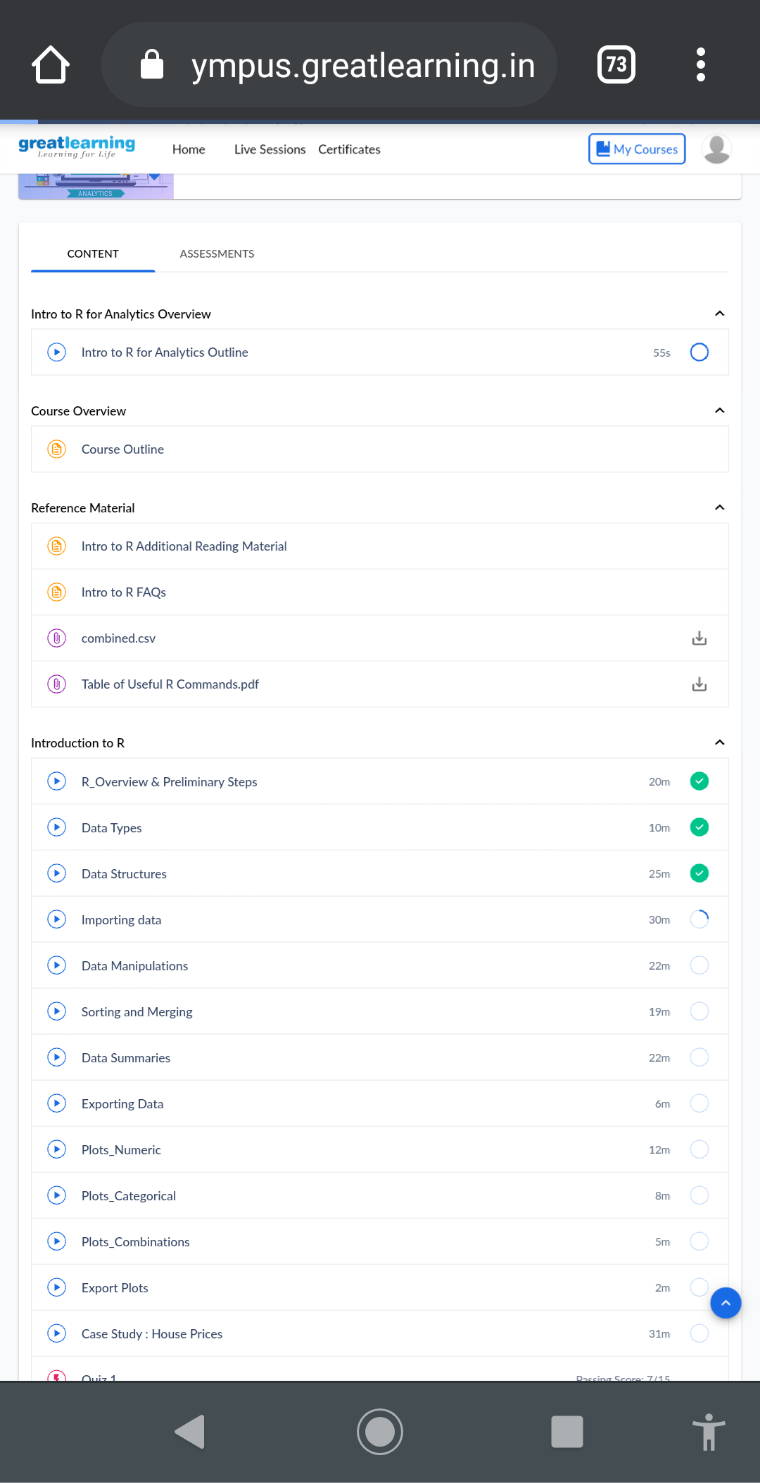 ympus.greatlearning.in
73
greatlearning
Learning for Life
Home
Live Sessions
Certificates
My Courses
ANALYTICS
CONTENT
ASSESSMENTS
Intro to R for Analytics Overview
Intro to R for Analytics Outline
55s
Course Overview
Course Outline
Reference Material
Intro to R Additional Reading Material
Intro to R FAQs
combined.csv
Table of Useful R Commands.pdf
Introduction to R
R_Overview & Preliminary Steps
20m
Data Types
10m
Data Structures
25m
Importing data
30m
Data Manipulations
22m
Sorting and Merging
19m
Data Summaries
22m
Exporting Data
6m
Plots_Numeric
12m
Plots_Categorical
8m
Plots_Combinations
5m
Export Plots
2m
Case Study : House Prices
31m
Quiz 1
Passing Score: 7/15